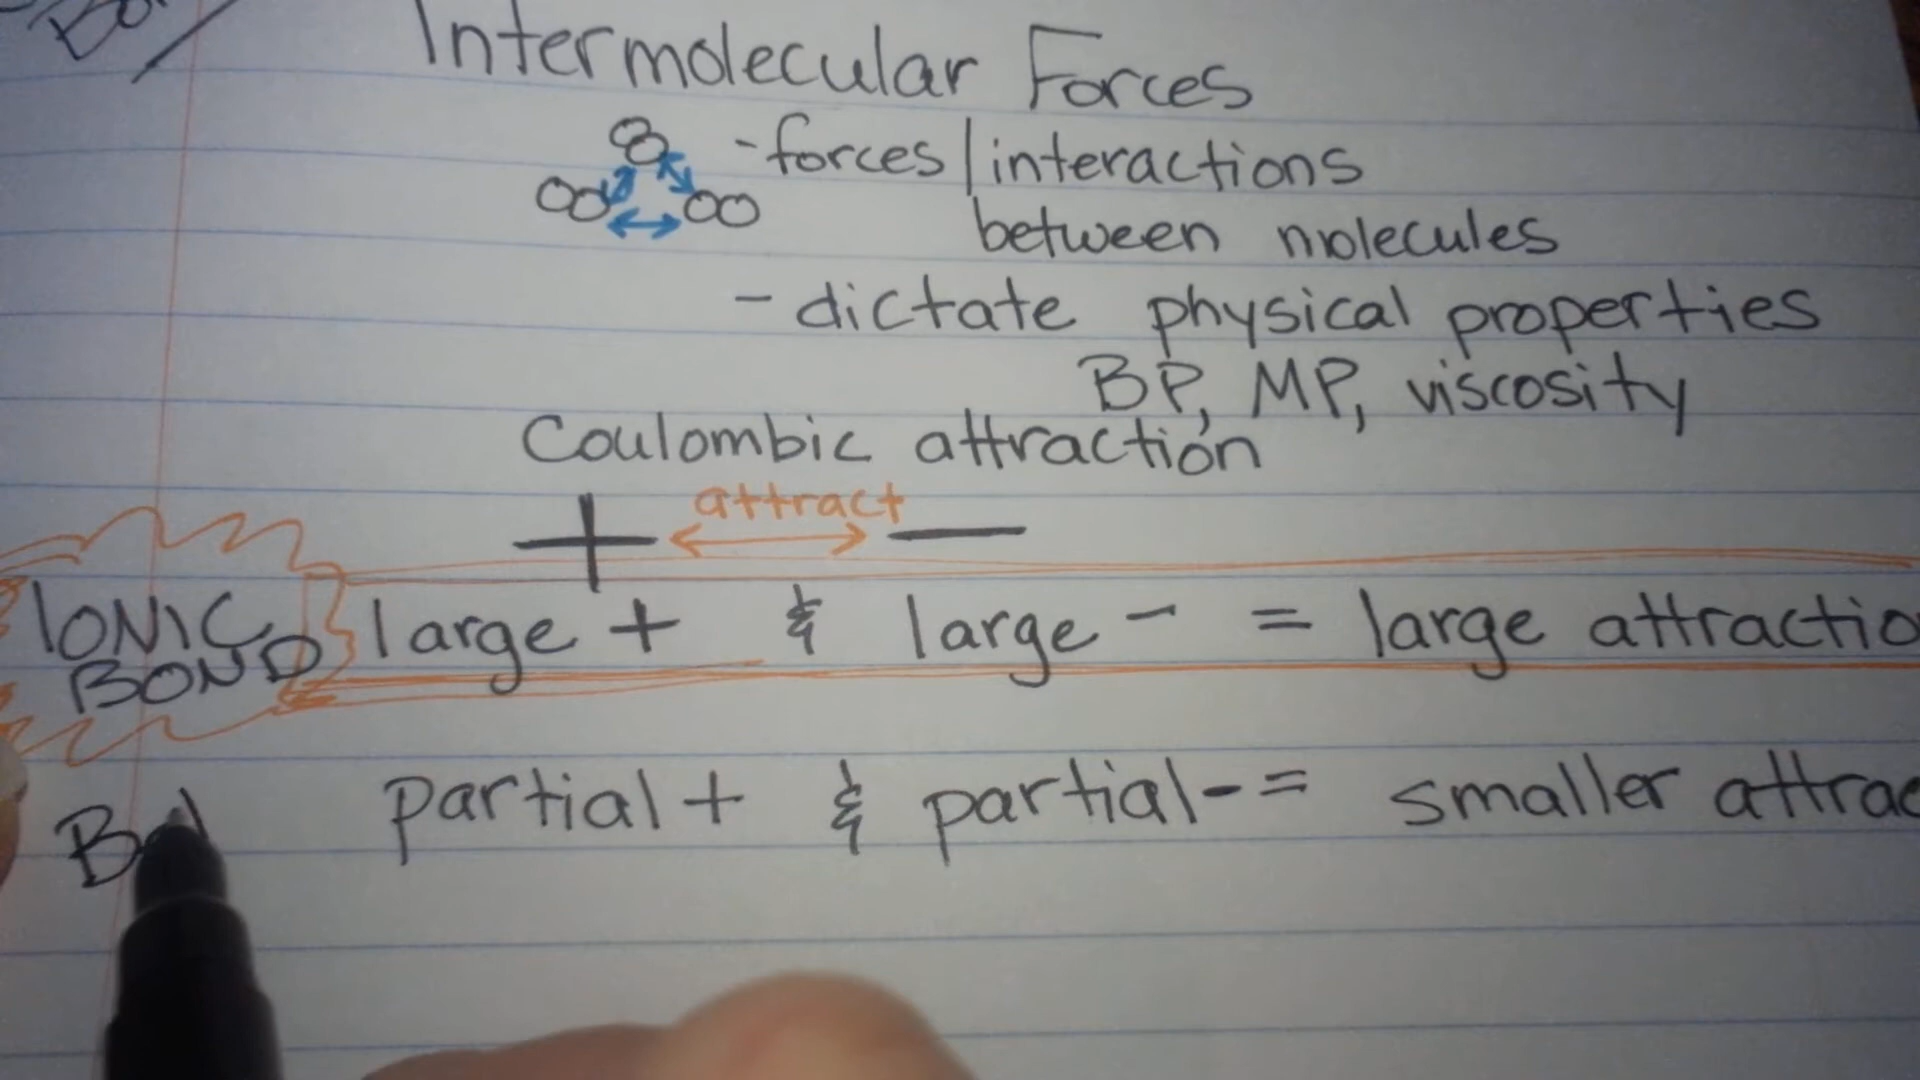 Intermolecular Forces
- forces/interactions
between molecules
- dictate physical properties
BP, MP, viscosity
Coulombic attraction
+ attract −
IONIC BOND
large + & large - = large attractio
partial + & partial - = smaller attrac